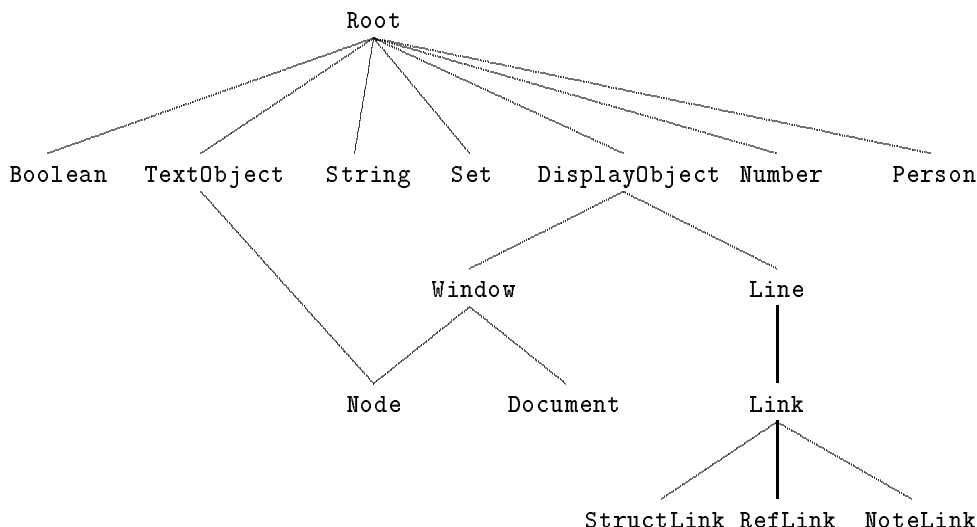 Root
Boolean TextObject String Set DisplayObject Number Person
Window Line
Node Document Link
StructLink RefLink NoteLink